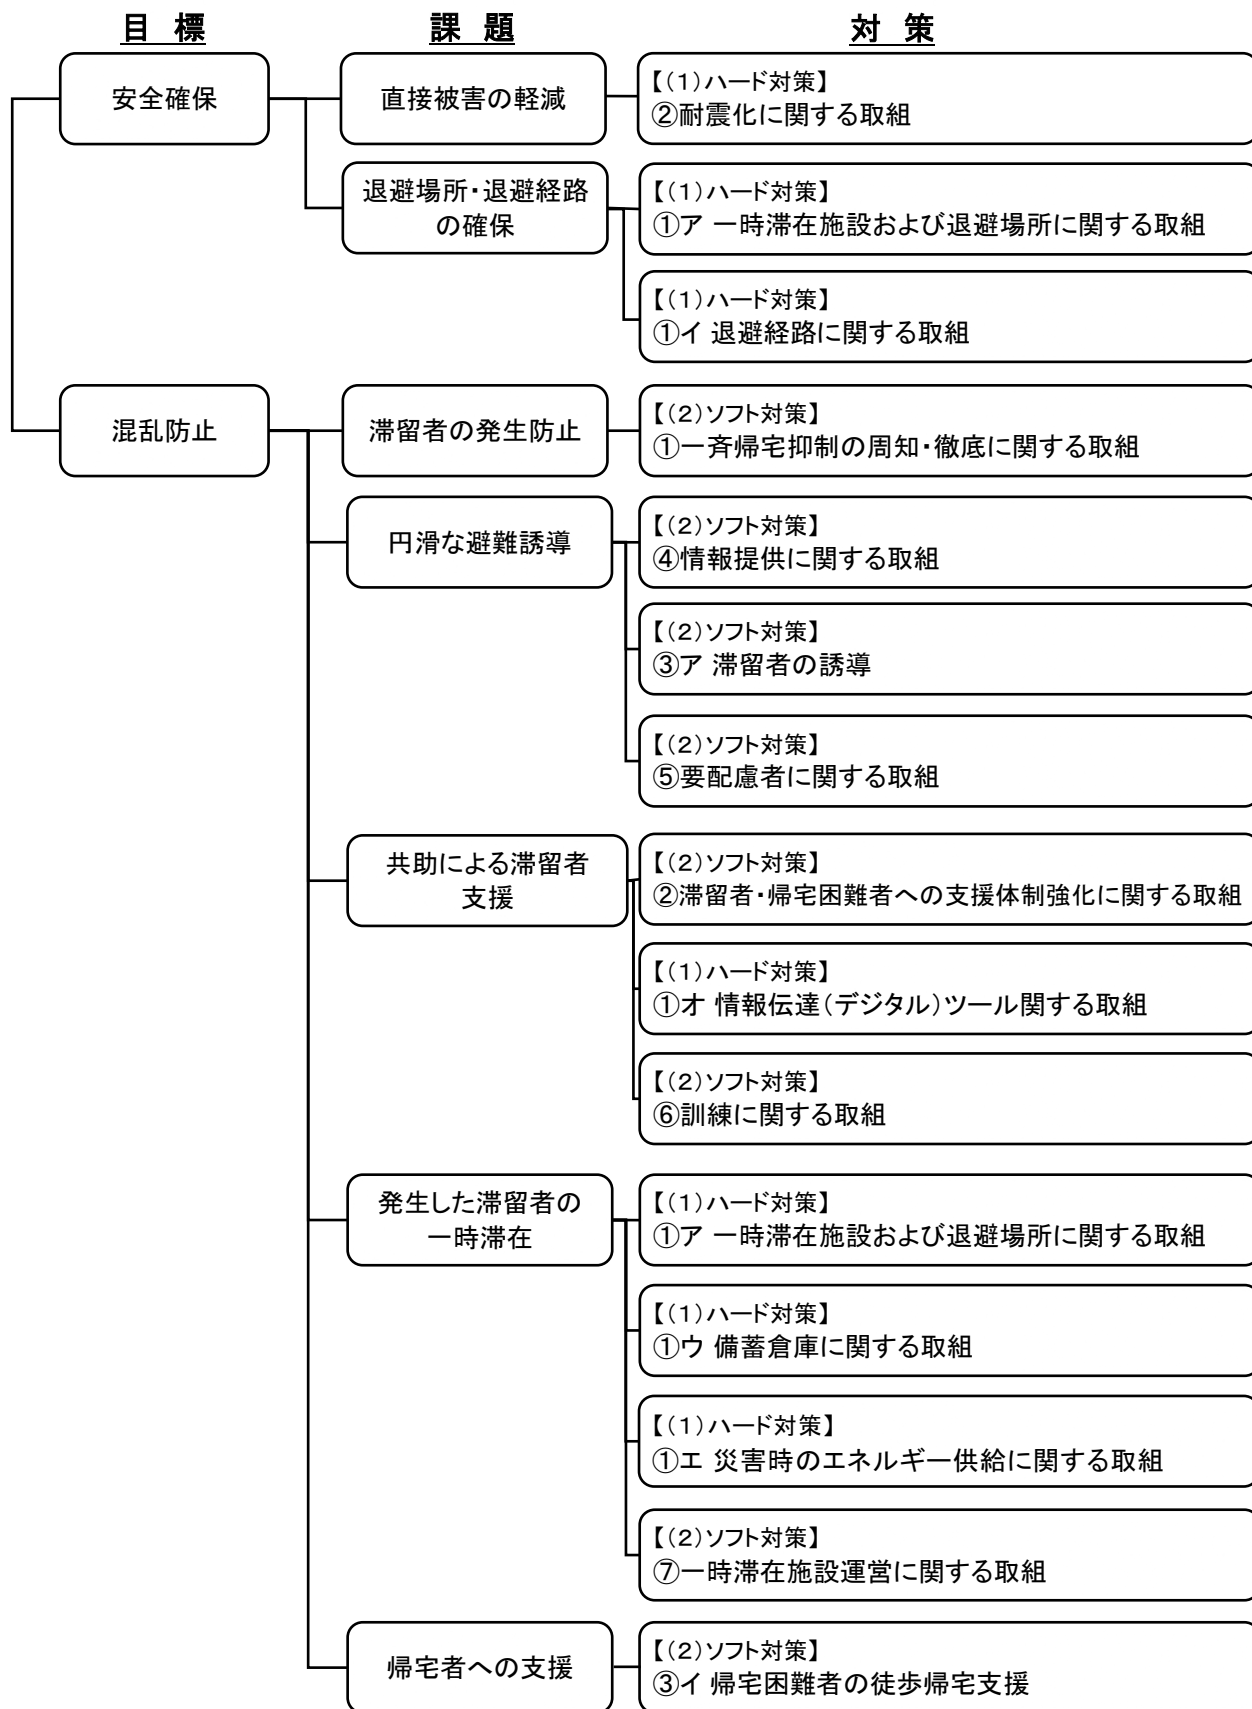 目 標
課 題
対 策
安全確保
直接被害の軽減
【(1)ハード対策】
②耐震化に関する取組
退避場所・退避経路
の確保
【(1)ハード対策】
①ア 一時滞在施設および退避場所に関する取組
【(1)ハード対策】
①イ 退避経路に関する取組
混乱防止
滞留者の発生防止
【(2)ソフト対策】
①一斉帰宅抑制の周知・徹底に関する取組
円滑な避難誘導
【(2)ソフト対策】
④情報提供に関する取組
【(2)ソフト対策】
③ア 滞留者の誘導
【(2)ソフト対策】
⑤要配慮者に関する取組
共助による滞留者
支援
【(2)ソフト対策】
②滞留者・帰宅困難者への支援体制強化に関する取組
【(1)ハード対策】
①オ 情報伝達(デジタル)ツール関する取組
【(2)ソフト対策】
⑥訓練に関する取組
発生した滞留者の
一時滞在
【(1)ハード対策】
①ア 一時滞在施設および退避場所に関する取組
【(1)ハード対策】
①ウ 備蓄倉庫に関する取組
【(1)ハード対策】
①エ 災害時のエネルギー供給に関する取組
【(2)ソフト対策】
⑦一時滞在施設運営に関する取組
帰宅者への支援
【(2)ソフト対策】
③イ 帰宅困難者の徒歩帰宅支援